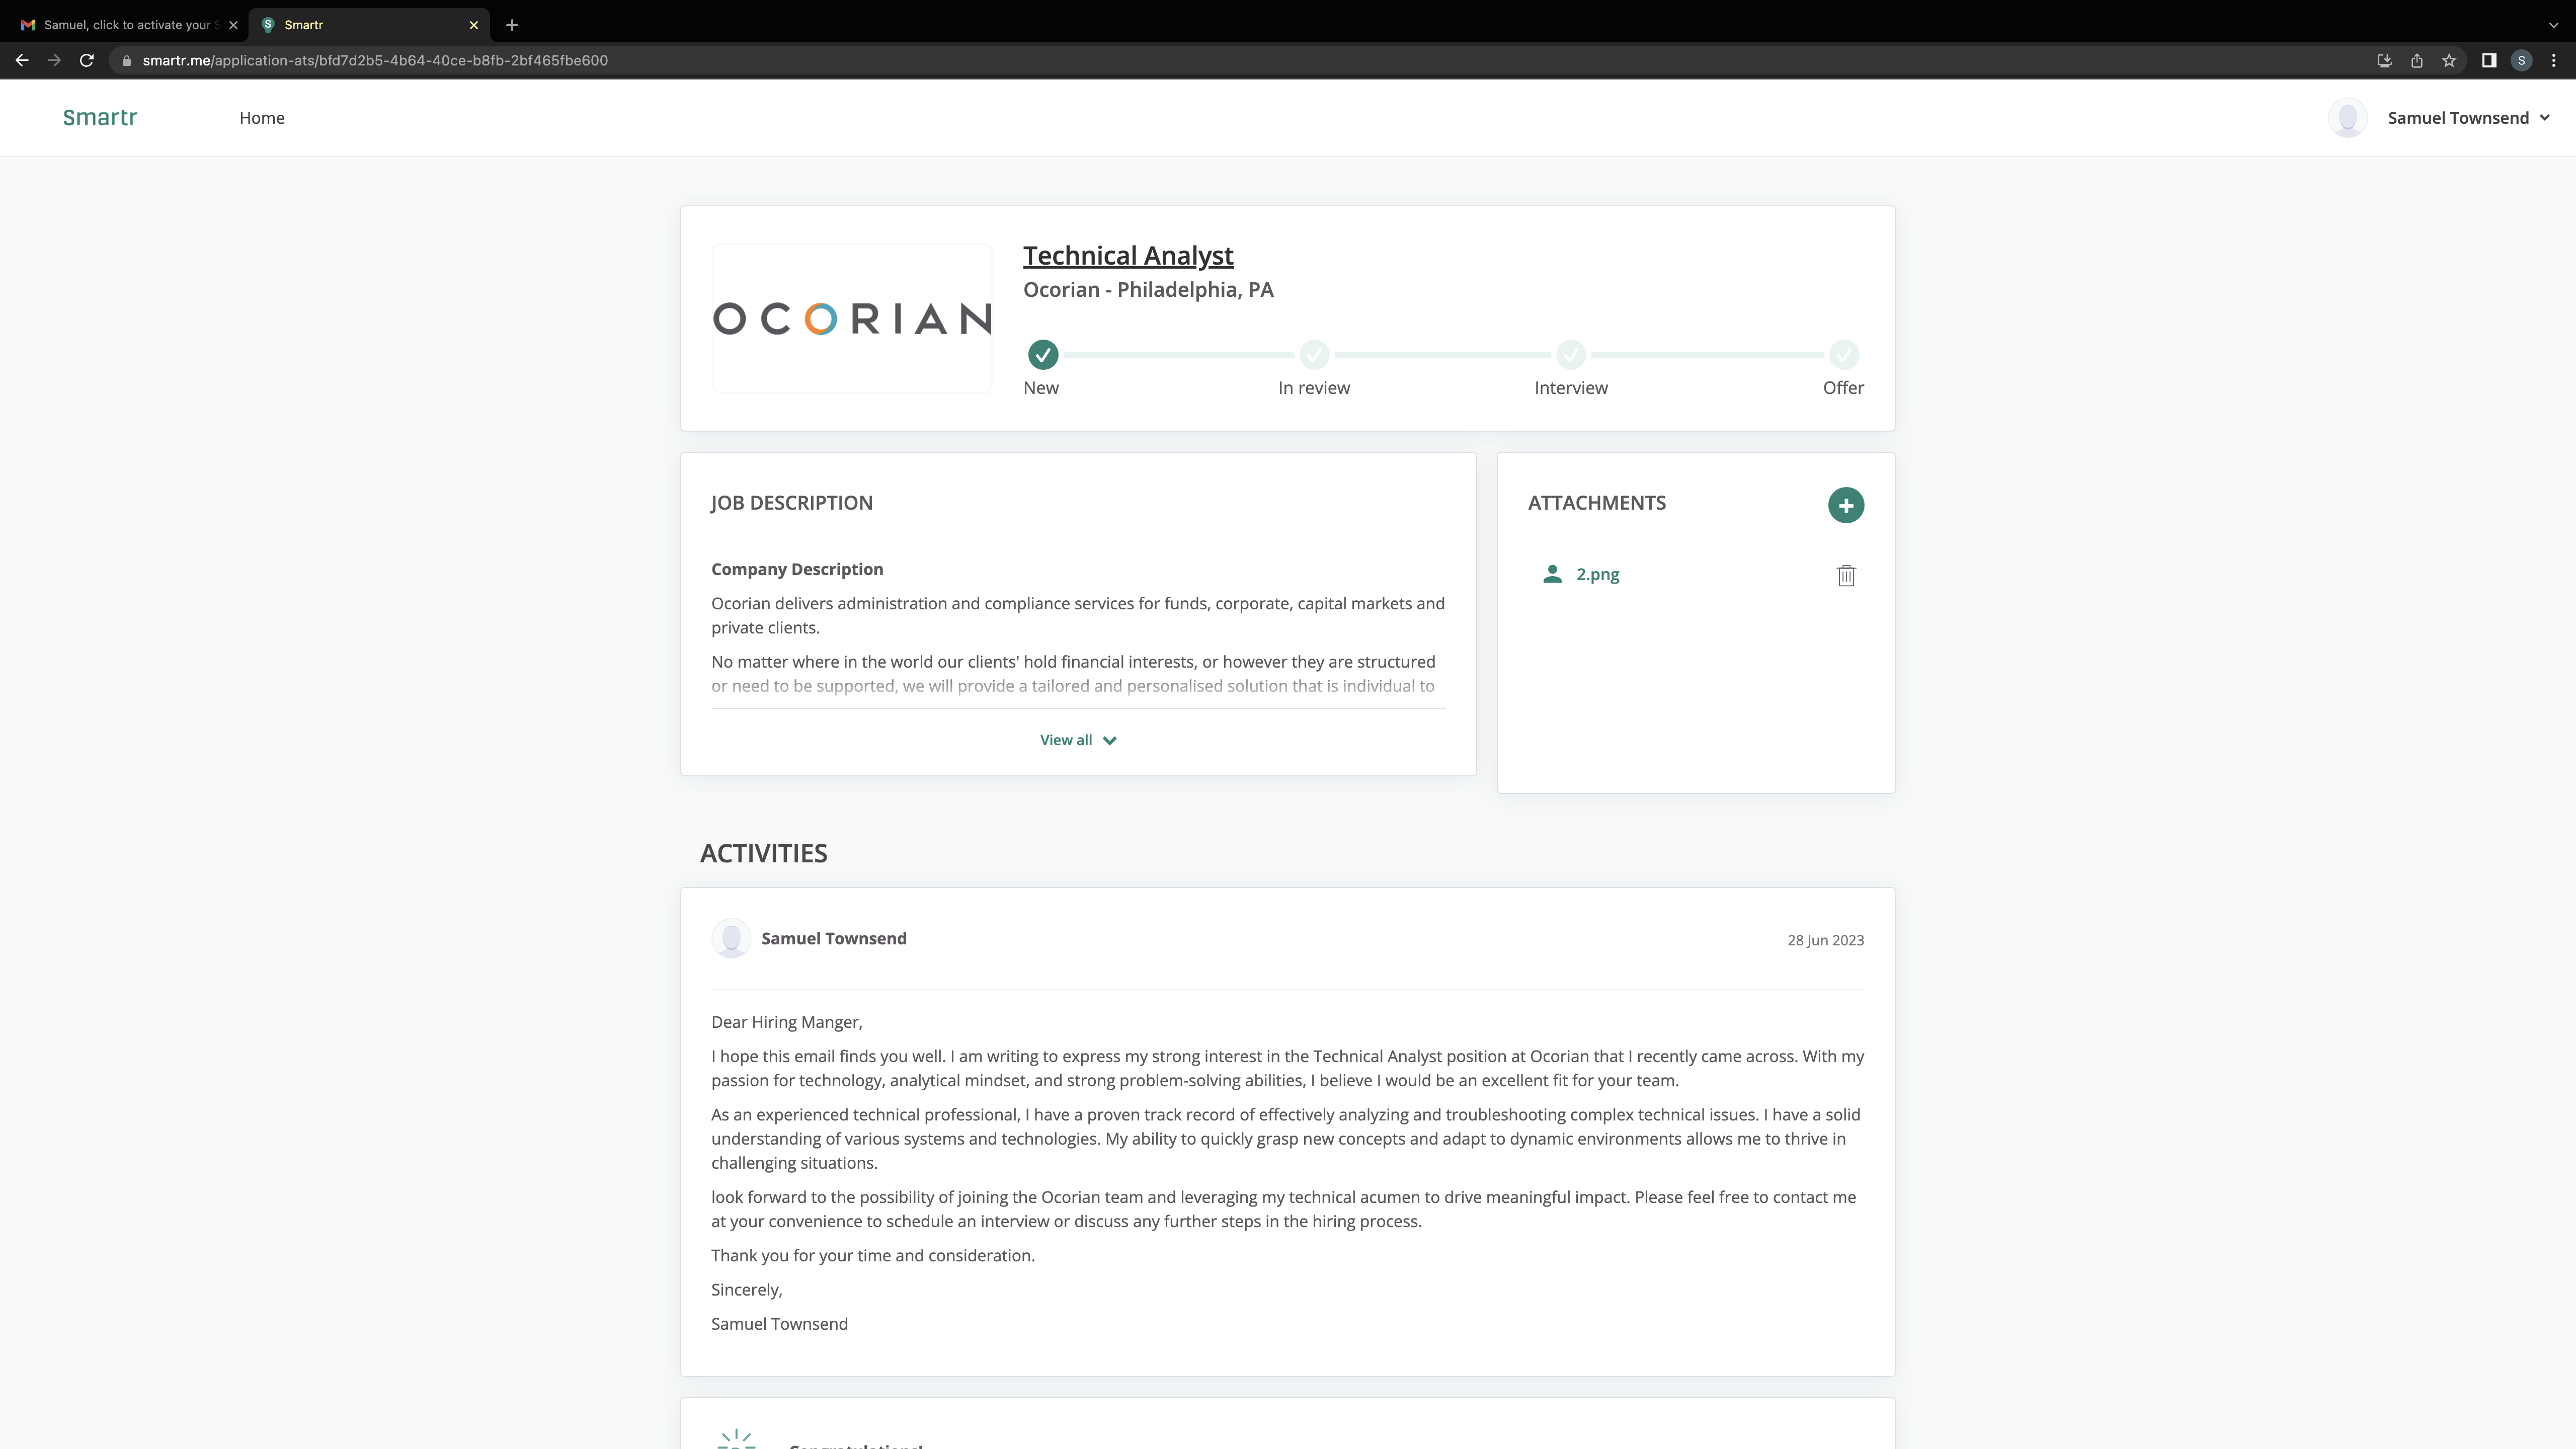 Samuel, click to activate your S
Smartr
smartr.me/application-ats/bfd7d2b5-4b64-40ce-b8fb-2bf465fbe600
S
Smartr
Home
Samuel Townsend
OCORIAN
Technical Analyst
Ocorian - Philadelphia, PA
New
In review
Interview
Offer
JOB DESCRIPTION
Company Description
Ocorian delivers administration and compliance services for funds, corporate, capital markets and
private clients.
No matter where in the world our clients' hold financial interests, or however they are structured
or need to be supported, we will provide a tailored and personalised solution that is individual to
View all
ATTACHMENTS
2.png
ACTIVITIES
Samuel Townsend
28 Jun 2023
Dear Hiring Manger,
I hope this email finds you well. I am writing to express my strong interest in the Technical Analyst position at Ocorian that I recently came across. With my
passion for technology, analytical mindset, and strong problem-solving abilities, I believe I would be an excellent fit for your team.
As an experienced technical professional, I have a proven track record of effectively analyzing and troubleshooting complex technical issues. I have a solid
understanding of various systems and technologies. My ability to quickly grasp new concepts and adapt to dynamic environments allows me to thrive in
challenging situations.
look forward to the possibility of joining the Ocorian team and leveraging my technical acumen to drive meaningful impact. Please feel free to contact me
at your convenience to schedule an interview or discuss any further steps in the hiring process.
Thank you for your time and consideration.
Sincerely,
Samuel Townsend
Congratulations!